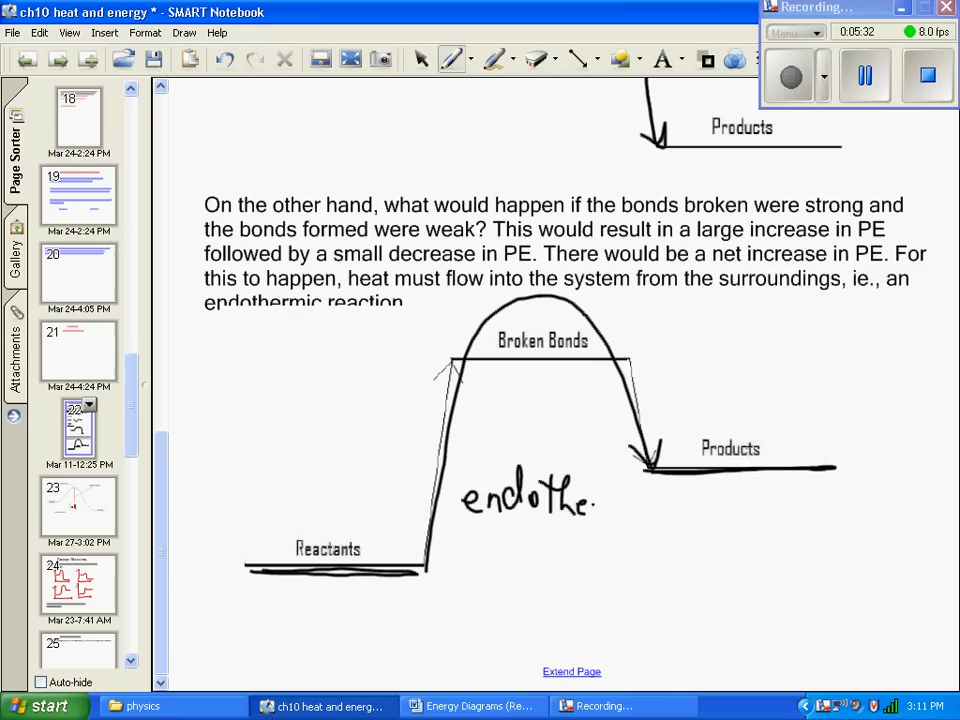 ch10 heat and energy * - SMART Notebook
Recording...
File Edit View Insert Format Draw Help
Menu
0:05:32
8.0 fps
Page Sorter
Gallery
Attachments
18
Mar 24-2:24 PM
19
Mar 24-2:24 PM
20
Mar 24-4:05 PM
21
Mar 24-4:24 PM
22
Mar 11-12:25 PM
23
Mar 27-3:02 PM
24
Mar 23-7:41 AM
25
Auto-hide
Products
On the other hand, what would happen if the bonds broken were strong and
the bonds formed were weak? This would result in a large increase in PE
followed by a small decrease in PE. There would be a net increase in PE. For
this to happen, heat must flow into the system from the surroundings, ie., an
endothermic reaction
Broken Bonds
Products
endothe
Reactants
Extend Page
start
physics
ch10 heat and energ...
Energy Diagrams (Re...
Recording...
3:11 PM